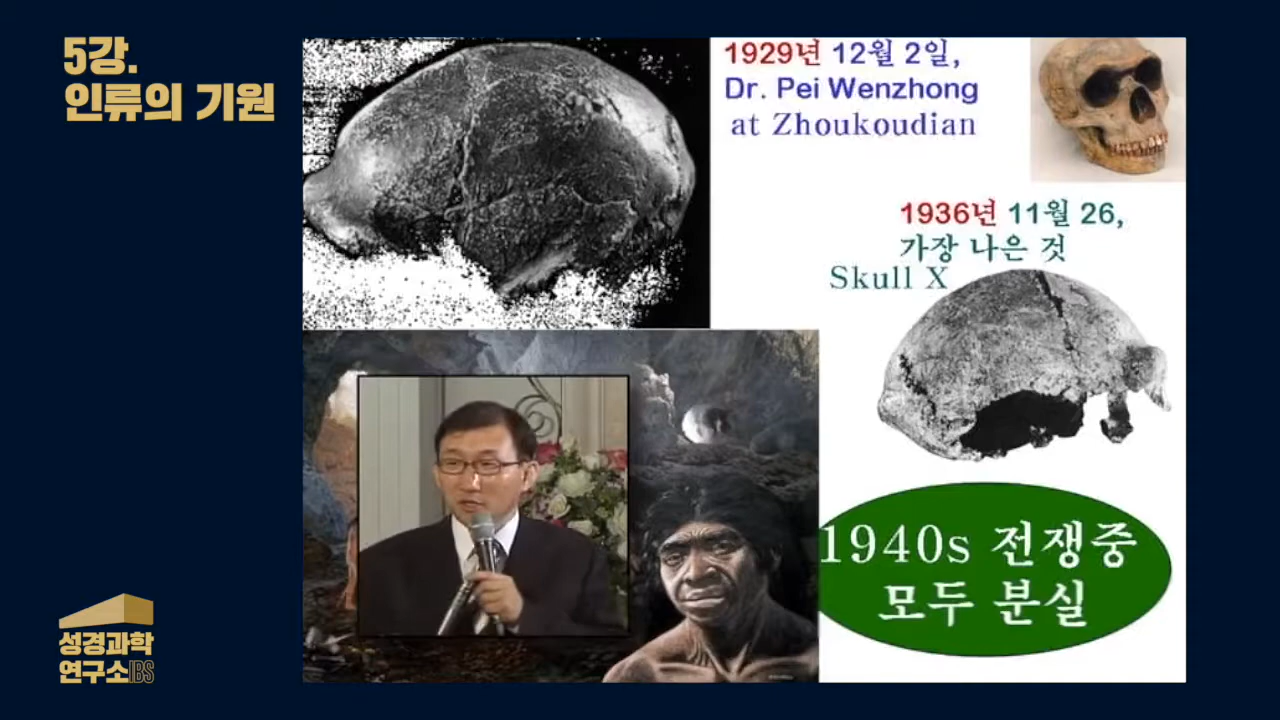 5강.
인류의 기원
1929년 12월 2일,
Dr. Pei Wenzhong
at Zhoukoudian
1936년 11월 26,
가장 나은 것
Skull X
1940s 전쟁중
모두 분실
성경과학
연구소IBS